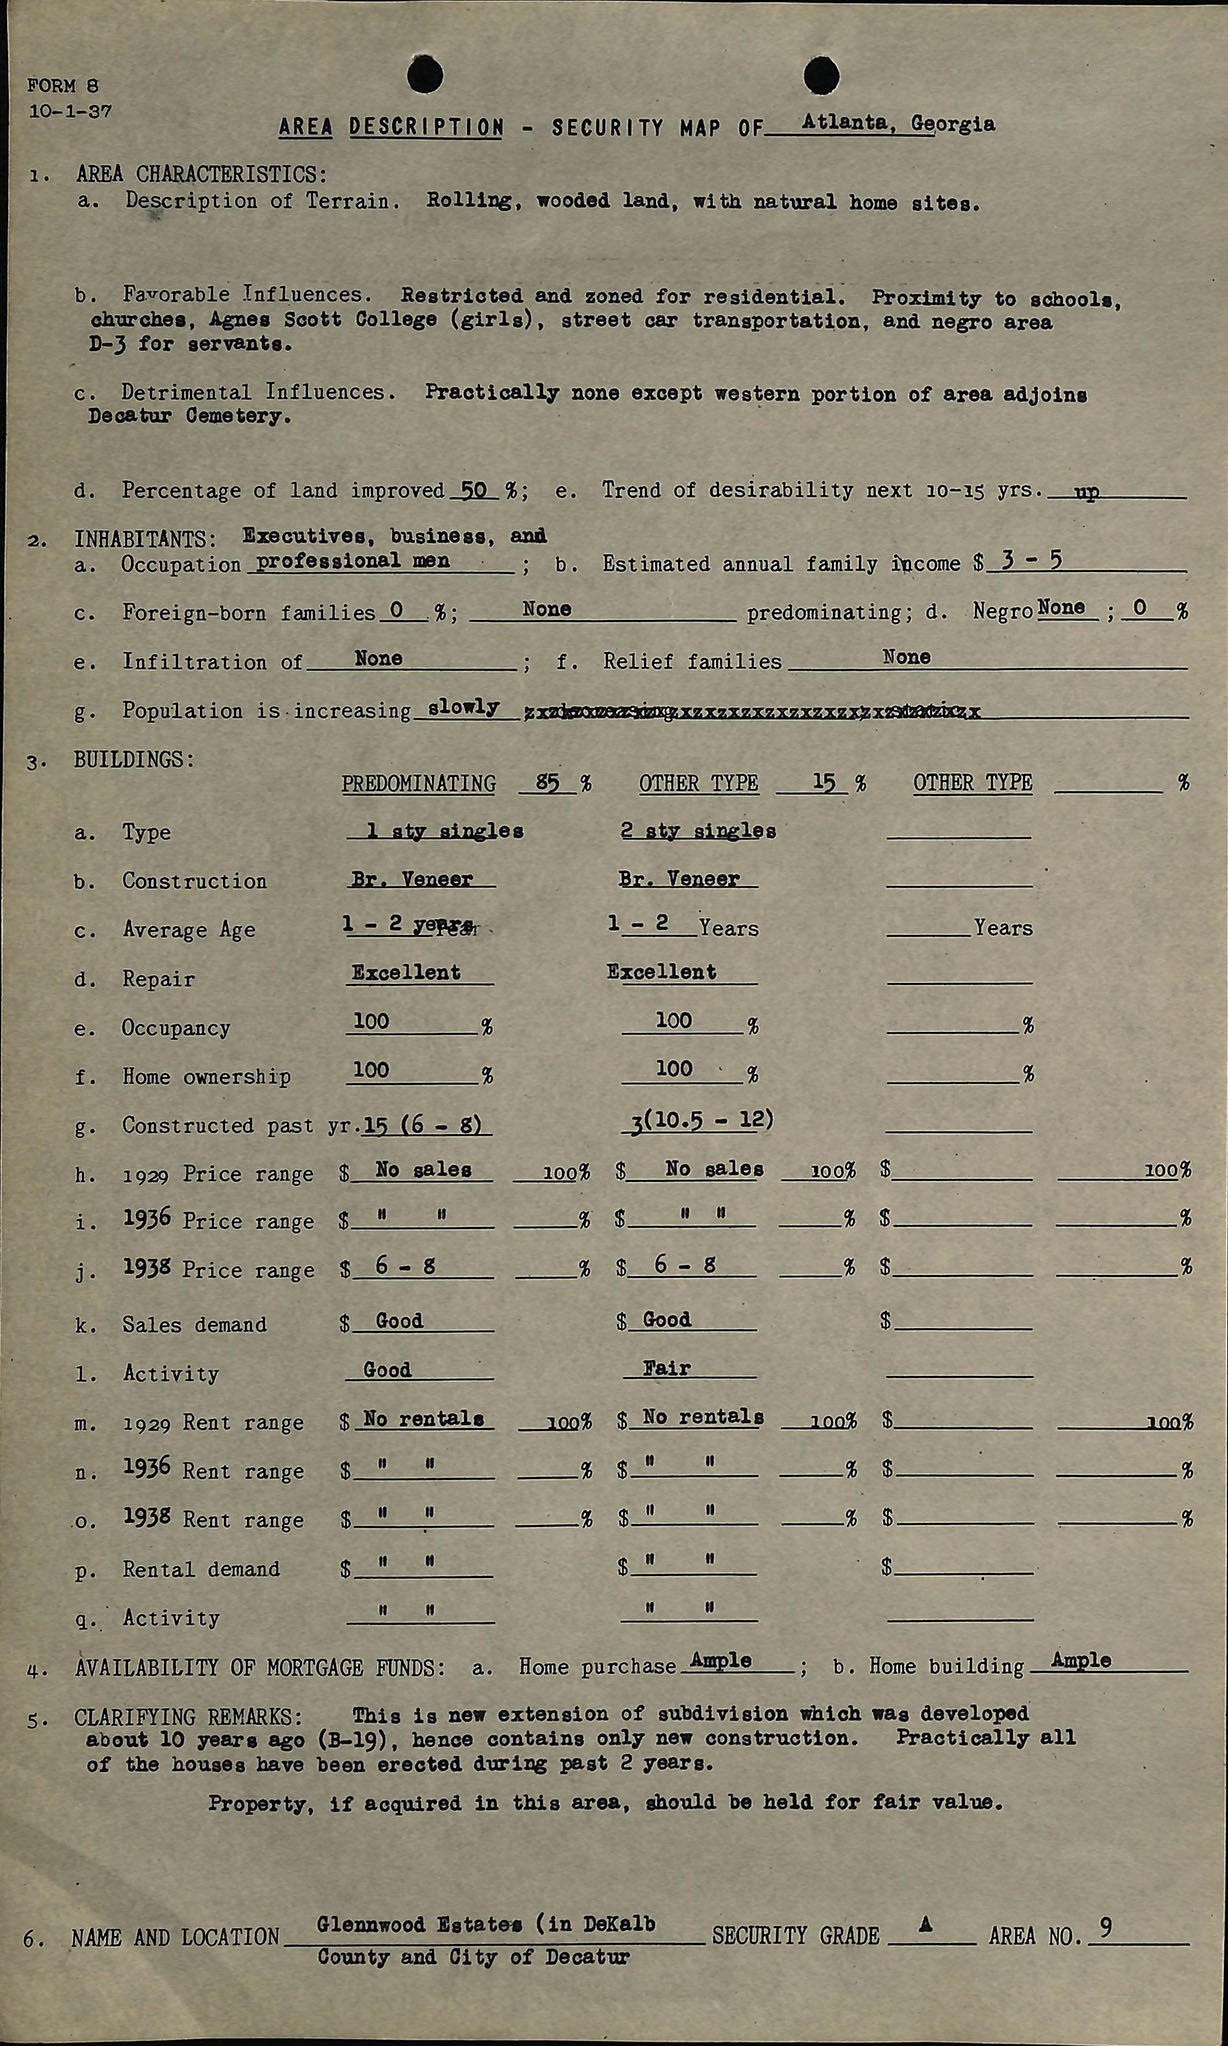 FORM 8
10-1-37
AREA DESCRIPTION - SECURITY MAP OF Atlanta, Georgia
1. AREA CHARACTERISTICS:
a. Description of Terrain. Rolling, wooded land, with natural home sites.
b. Favorable Influences. Restricted and zoned for residential. Proximity to schools,
churches, Agnes Scott College (girls), street car transportation, and negro area
D-3 for servants.
c. Detrimental Influences. Practically none except western portion of area adjoins
Decatur Cemetery.
d. Percentage of land improved 50 %; e. Trend of desirability next 10-15 yrs. up
2. INHABITANTS: Executives, business, and
a. Occupation professional men ; b. Estimated annual family income $ 3 - 5
c. Foreign-born families 0 %; None predominating; d. Negro None ; 0 %
e. Infiltration of None ; f. Relief families None
g. Population is increasing slowly
3. BUILDINGS:
PREDOMINATING 85 % OTHER TYPE 15 % OTHER TYPE %
a. Type 1 sty singles 2 sty singles
b. Construction Br. Veneer Br. Veneer
c. Average Age 1 - 2 years 1 - 2 Years Years
d. Repair Excellent Excellent
e. Occupancy 100 % 100 % %
f. Home ownership 100 % 100 % %
g. Constructed past yr. 15 (6 - 8) 3(10.5 - 12)
h. 1929 Price range $ No sales 100% $ No sales 100% $ 100%
i. 1936 Price range $ " " % $ " " % $ %
j. 1938 Price range $ 6 - 8 % $ 6 - 8 % $ %
k. Sales demand $ Good $ Good $
l. Activity Good Fair
m. 1929 Rent range $ No rentals 100% $ No rentals 100% $ 100%
n. 1936 Rent range $ " " % $ " " % $ %
o. 1938 Rent range $ " " % $ " " % $ %
p. Rental demand $ " " $ " " $
q. Activity " " " "
4. AVAILABILITY OF MORTGAGE FUNDS: a. Home purchase Ample ; b. Home building Ample
5. CLARIFYING REMARKS: This is new extension of subdivision which was developed
about 10 years ago (B-19), hence contains only new construction. Practically all
of the houses have been erected during past 2 years.
Property, if acquired in this area, should be held for fair value.
6. NAME AND LOCATION Glennwood Estates (in DeKalb SECURITY GRADE A AREA NO. 9
County and City of Decatur